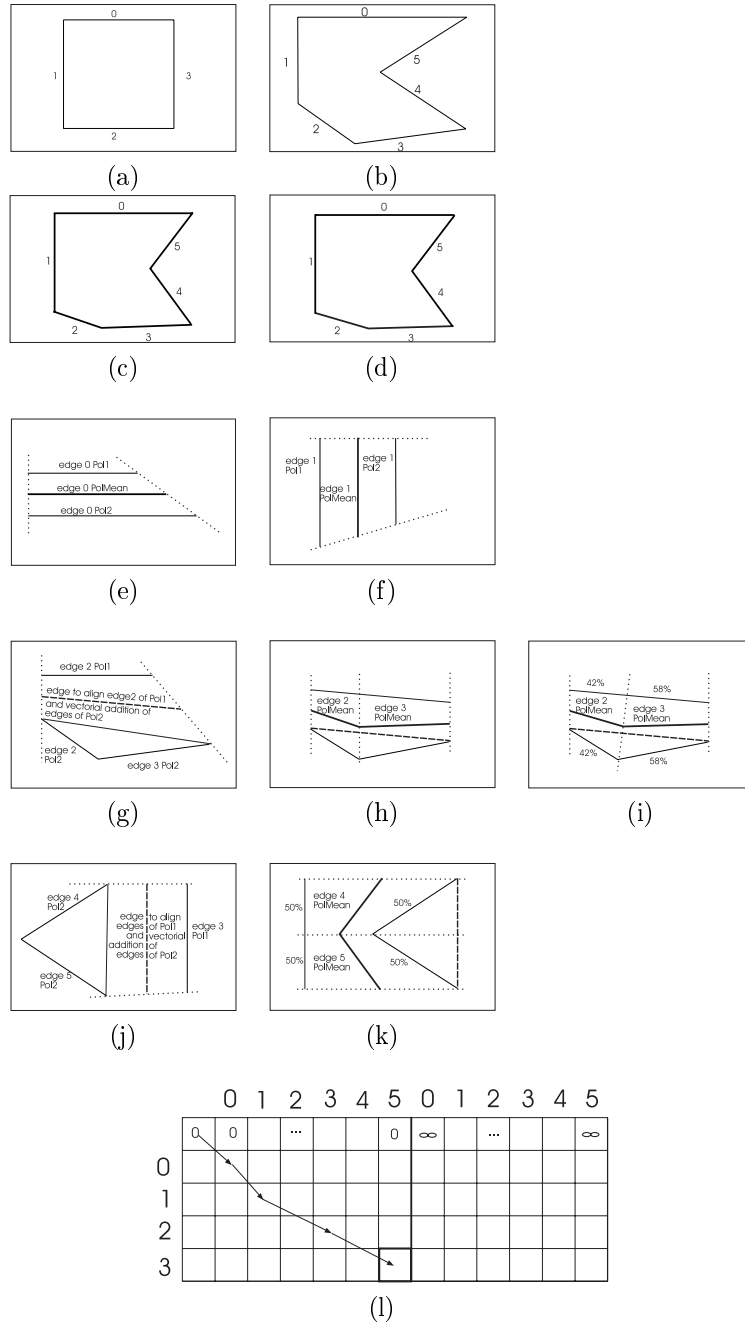 0
1
3
2
(a)
0
1
5
4
2
3
(b)
0
1
5
4
2
3
(c)
0
1
5
4
2
3
(d)
edge 0 Pol1
edge 0 PolMean
edge 0 Pol2
(e)
edge 1
Pol1
edge 1
PolMean
edge 1
Pol2
(f)
edge 2 Pol1
edge to align edge2 of Pol1
and vectorial addition of
edges of Pol2
edge 2
Pol2
edge 3 Pol2
(g)
edge 2
PolMean
edge 3
PolMean
(h)
42%
58%
edge 2
PolMean
edge 3
PolMean
42%
58%
(i)
edge 4
Pol2
edge 5
Pol2
edge to align
edges of Pol1
and vectorial
addition of
edges of Pol2
edge 3
Pol1
(j)
50%
50%
edge 4
PolMean
edge 5
PolMean
50%
50%
(k)
0 1 2 3 4 5 0 1 2 3 4 5
0 0 ... 0 ∞ ... ∞
0
1
2
3
(l)